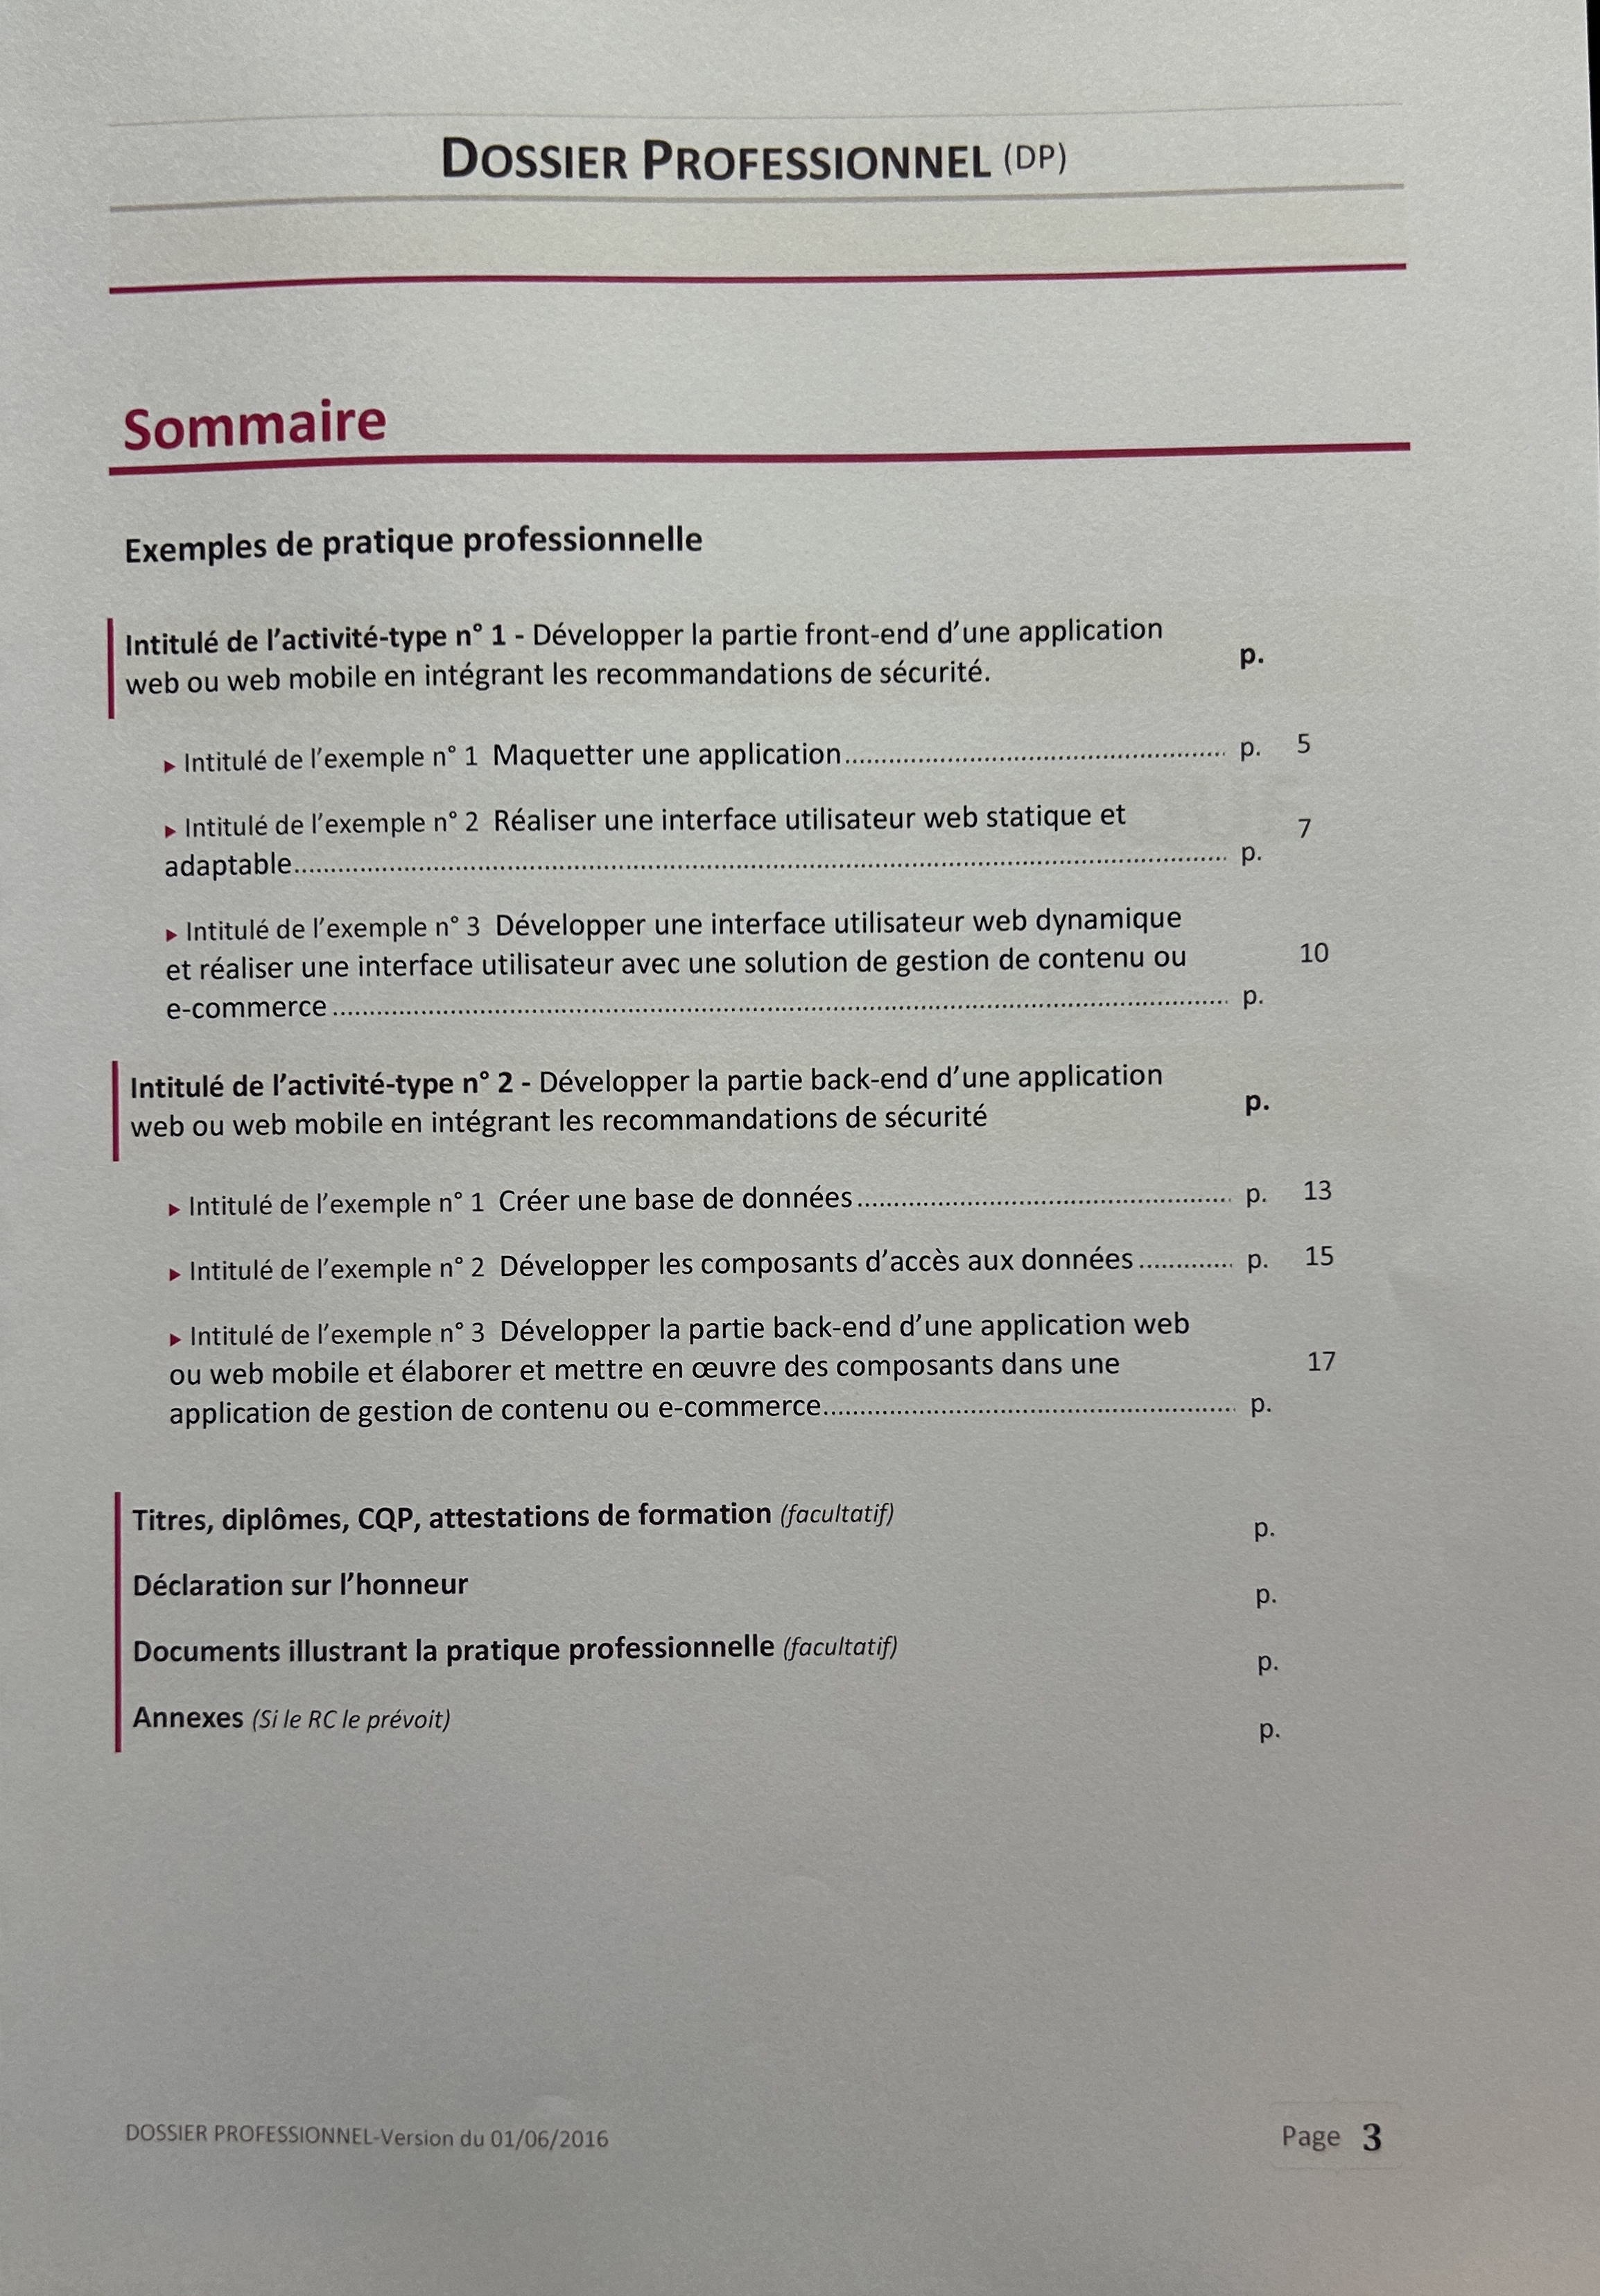 DOSSIER PROFESSIONNEL (DP)
Sommaire
Exemples de pratique professionnelle
Intitulé de l’activité-type n° 1 - Développer la partie front-end d’une application
web ou web mobile en intégrant les recommandations de sécurité.
p.
▸ Intitulé de l’exemple n° 1 Maquetter une application.................................................. p. 5
▸ Intitulé de l’exemple n° 2 Réaliser une interface utilisateur web statique et
7
adaptable.................................................................................................... p.
▸ Intitulé de l’exemple n° 3 Développer une interface utilisateur web dynamique
et réaliser une interface utilisateur avec une solution de gestion de contenu ou
10
e-commerce .................................................................................................... p.
Intitulé de l’activité-type n° 2 - Développer la partie back-end d’une application
web ou web mobile en intégrant les recommandations de sécurité
p.
▸ Intitulé de l’exemple n° 1 Créer une base de données.................................................. p. 13
▸ Intitulé de l’exemple n° 2 Développer les composants d’accès aux données ............. p. 15
▸ Intitulé de l’exemple n° 3 Développer la partie back-end d’une application web
ou web mobile et élaborer et mettre en œuvre des composants dans une
17
application de gestion de contenu ou e-commerce....................................................... p.
Titres, diplômes, CQP, attestations de formation (facultatif) p.
Déclaration sur l’honneur p.
Documents illustrant la pratique professionnelle (facultatif) p.
Annexes (Si le RC le prévoit) p.
DOSSIER PROFESSIONNEL-Version du 01/06/2016 Page 3